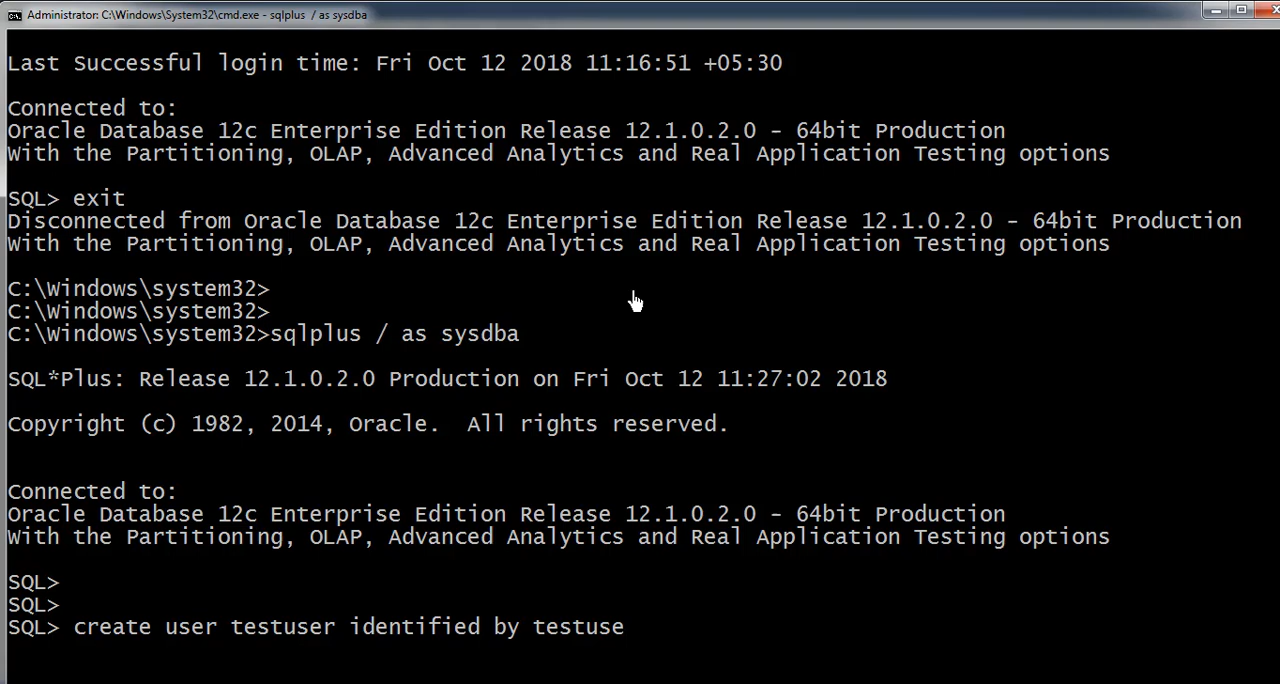 Administrator: C:\Windows\System32\cmd.exe - sqlplus / as sysdba
Last Successful login time: Fri Oct 12 2018 11:16:51 +05:30
Connected to:
Oracle Database 12c Enterprise Edition Release 12.1.0.2.0 - 64bit Production
With the Partitioning, OLAP, Advanced Analytics and Real Application Testing options
SQL> exit
Disconnected from Oracle Database 12c Enterprise Edition Release 12.1.0.2.0 - 64bit Production
With the Partitioning, OLAP, Advanced Analytics and Real Application Testing options
C:\Windows\system32>
C:\Windows\system32>
C:\Windows\system32>sqlplus / as sysdba
SQL*Plus: Release 12.1.0.2.0 Production on Fri Oct 12 11:27:02 2018
Copyright (c) 1982, 2014, Oracle.  All rights reserved.
Connected to:
Oracle Database 12c Enterprise Edition Release 12.1.0.2.0 - 64bit Production
With the Partitioning, OLAP, Advanced Analytics and Real Application Testing options
SQL>
SQL>
SQL> create user testuser identified by testuse